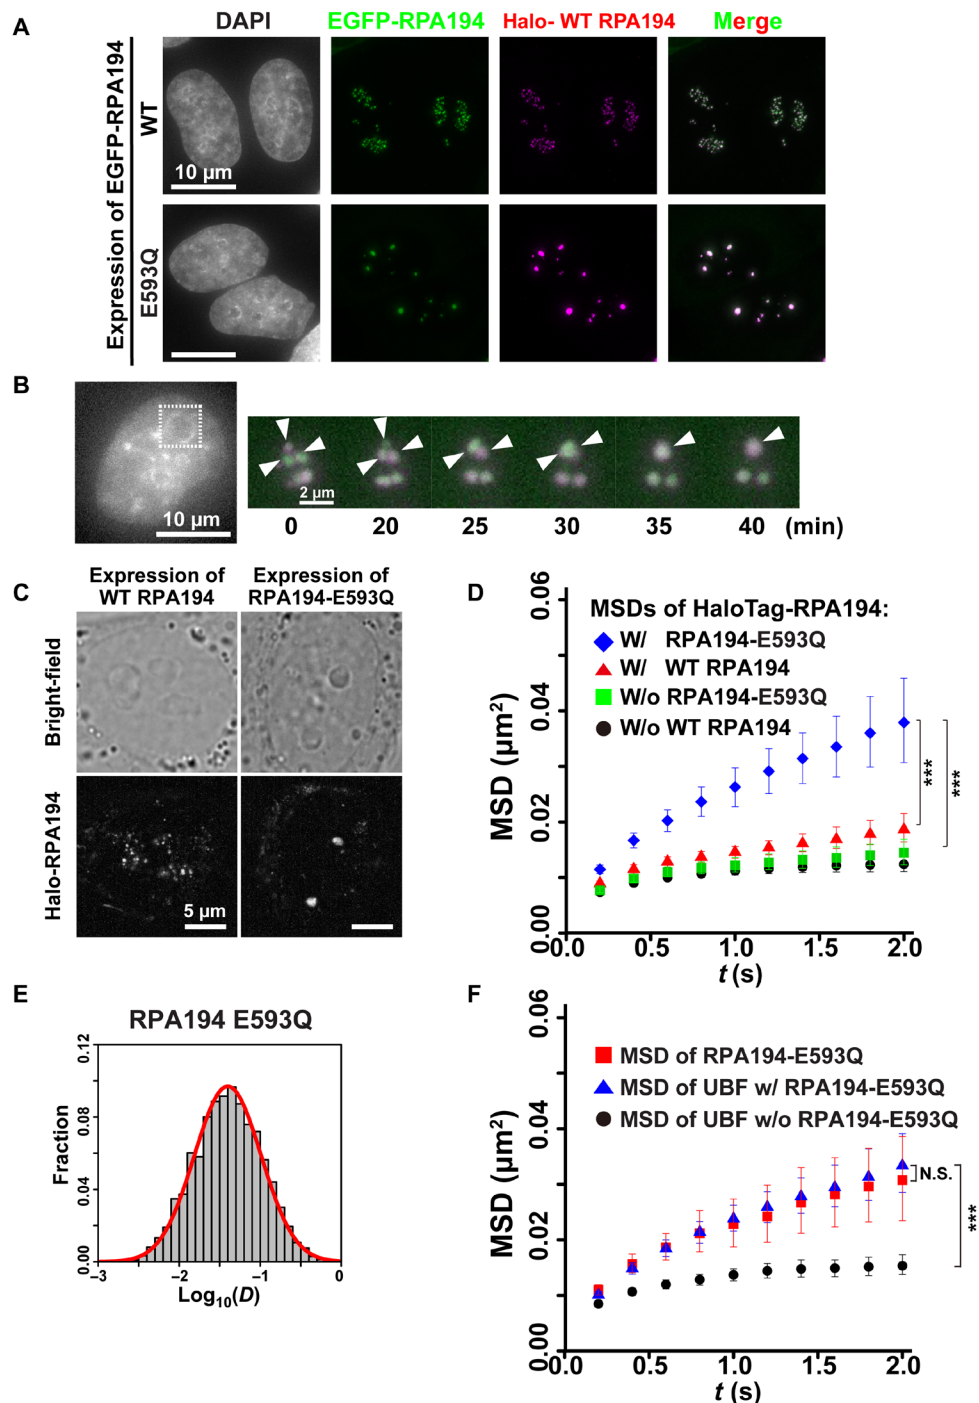 A
DAPI
EGFP-RPA194
Halo- WT RPA194
Merge
Expression of EGFP-RPA194
WT
10 µm
E593Q
B
10 µm
2 µm
0 20 25 30 35 40 (min)
C
Expression of
WT RPA194
Expression of
RPA194-E593Q
Bright-field
Halo-RPA194
5 µm
D
MSDs of HaloTag-RPA194:
W/ RPA194-E593Q
W/ WT RPA194
W/o RPA194-E593Q
W/o WT RPA194
MSD (µm²)
0.06
0.04
0.02
0.00
0.0 0.5 1.0 1.5 2.0
t (s)
***
***
E
RPA194 E593Q
Fraction
0.12
0.08
0.04
0.00
−3 −2 −1 0
Log₁₀(D)
F
MSD of RPA194-E593Q
MSD of UBF w/ RPA194-E593Q
MSD of UBF w/o RPA194-E593Q
MSD (µm²)
0.06
0.04
0.02
0.00
0.0 0.5 1.0 1.5 2.0
t (s)
N.S.
***